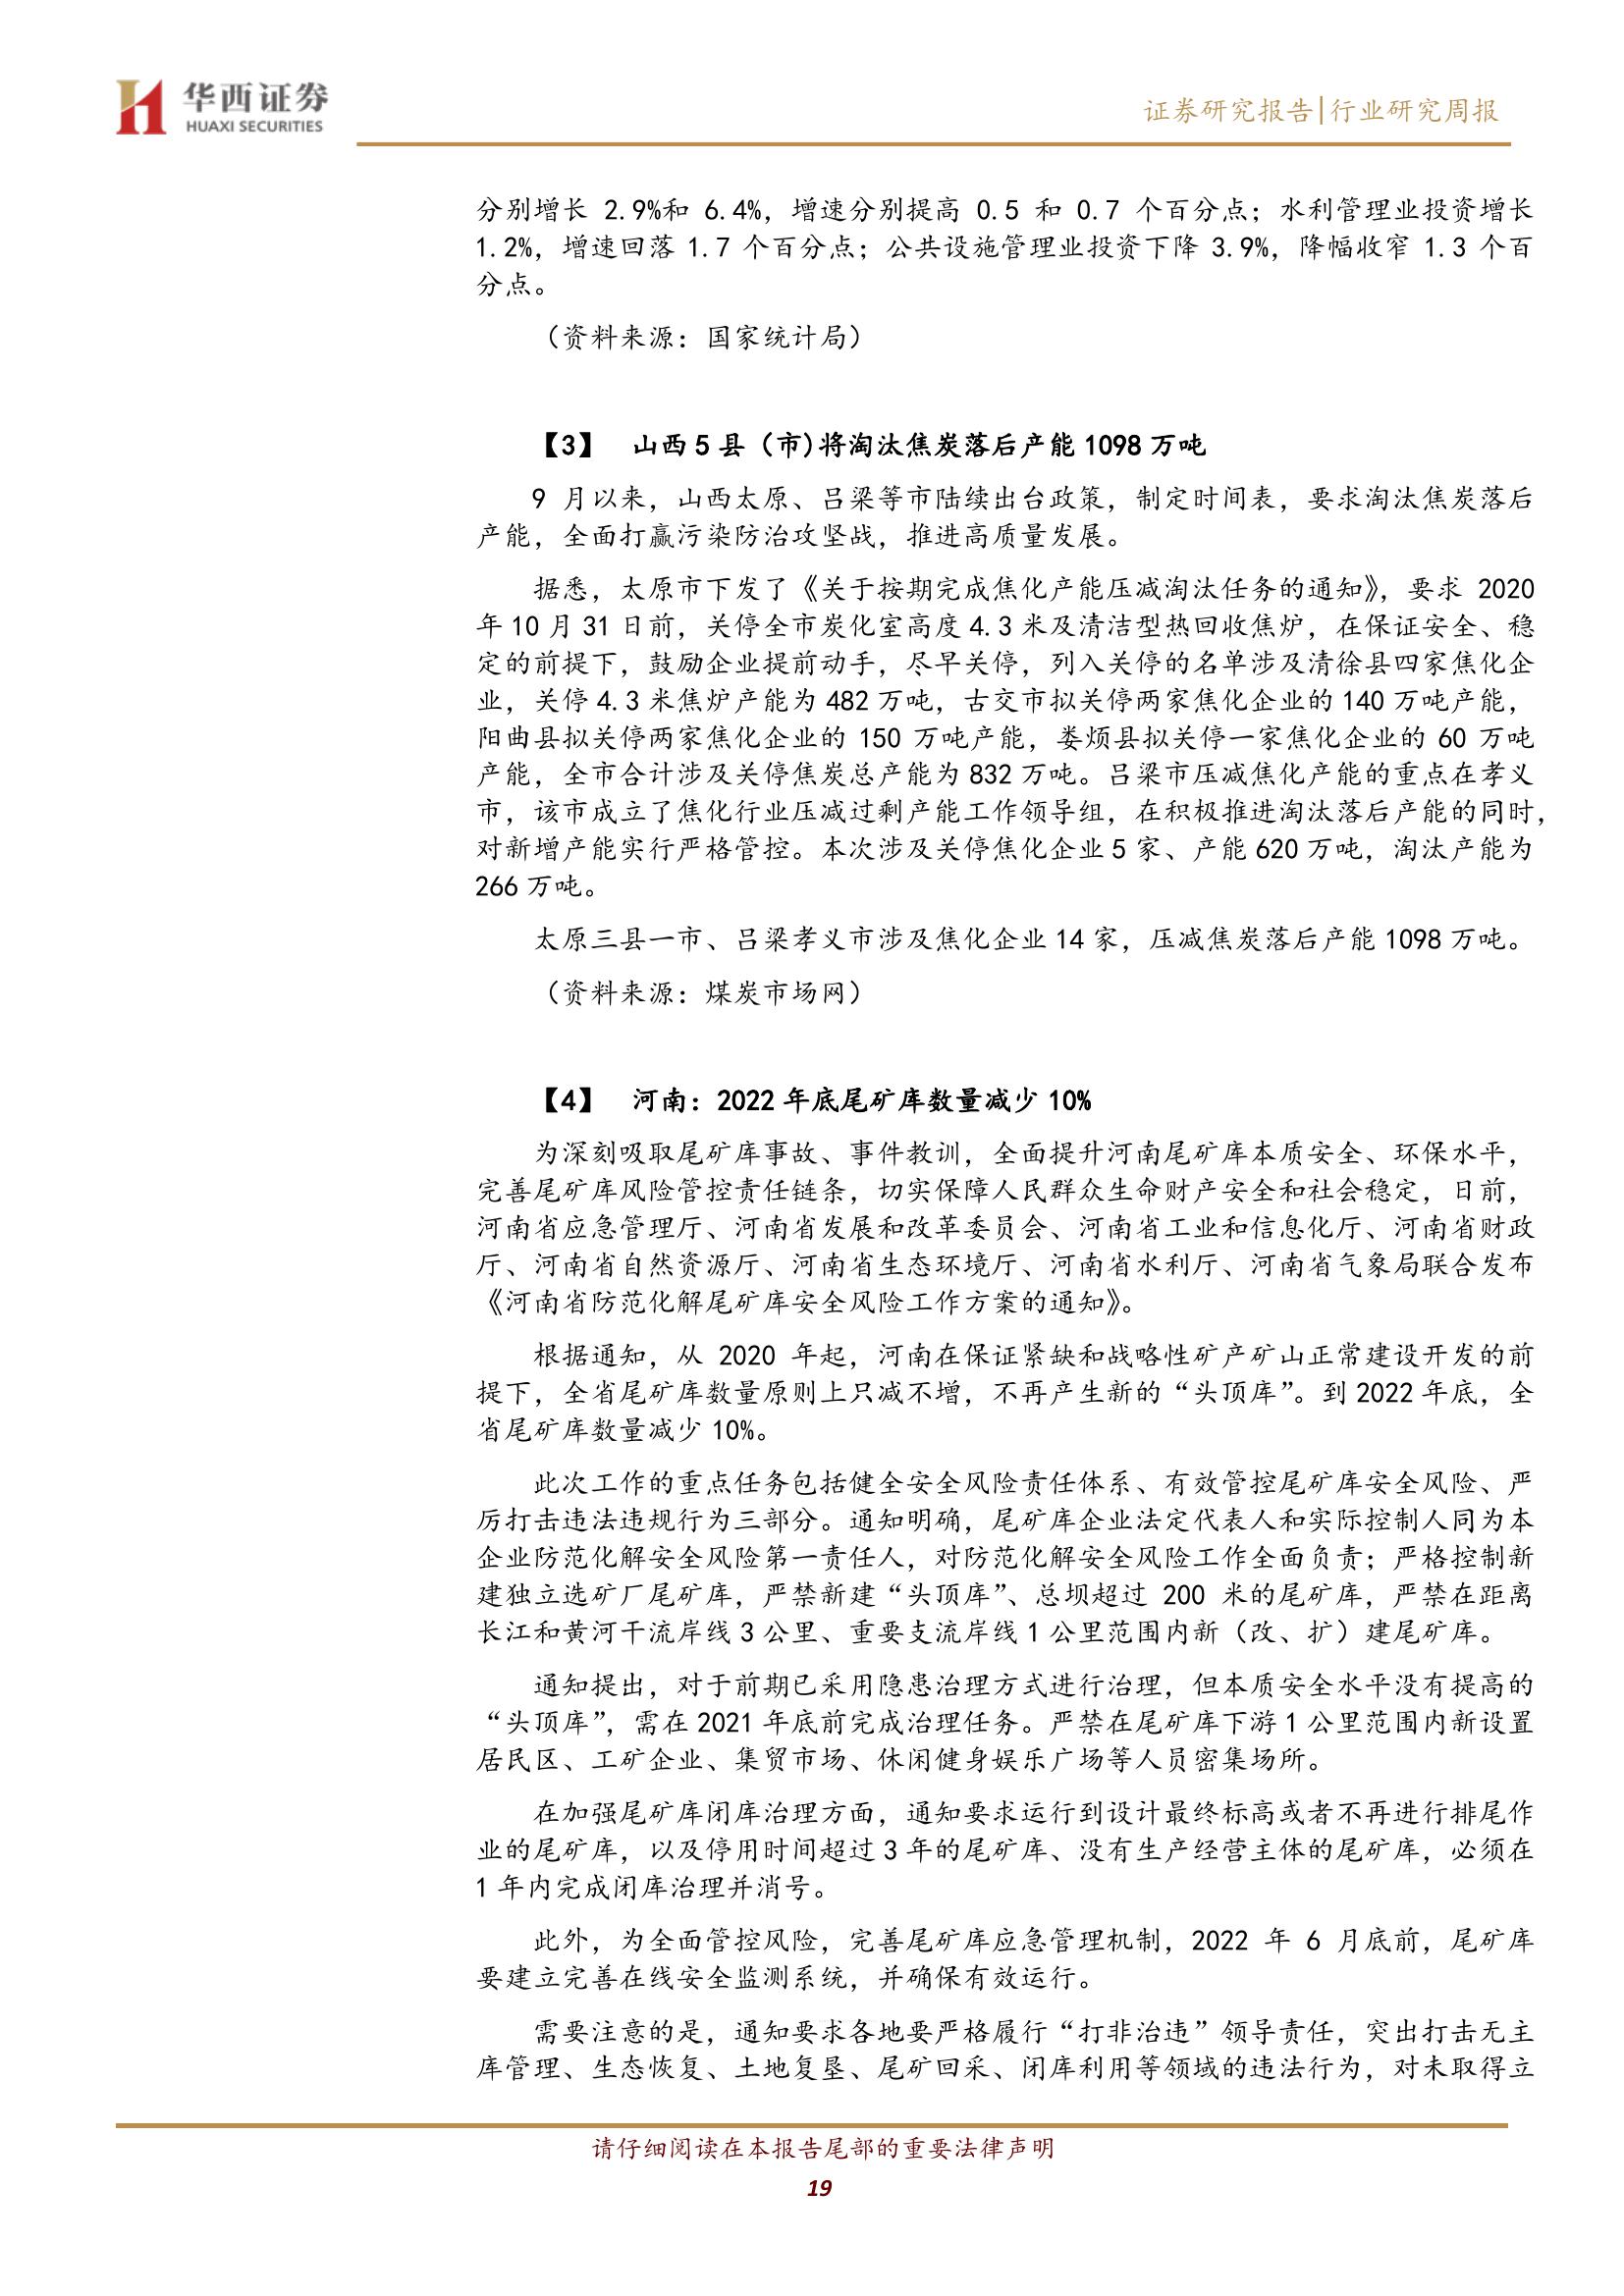 华西证券
HUAXI SECURITIES
证券研究报告|行业研究周报
分别增长 2.9%和 6.4%，增速分别提高 0.5 和 0.7 个百分点；水利管理业投资增长
1.2%，增速回落 1.7 个百分点；公共设施管理业投资下降 3.9%，降幅收窄 1.3 个百
分点。
（资料来源：国家统计局）
【3】 山西 5 县（市)将淘汰焦炭落后产能 1098 万吨
9 月以来，山西太原、吕梁等市陆续出台政策，制定时间表，要求淘汰焦炭落后
产能，全面打赢污染防治攻坚战，推进高质量发展。
据悉，太原市下发了《关于按期完成焦化产能压减淘汰任务的通知》，要求 2020
年 10 月 31 日前，关停全市炭化室高度 4.3 米及清洁型热回收焦炉，在保证安全、稳
定的前提下，鼓励企业提前动手，尽早关停，列入关停的名单涉及清徐县四家焦化企
业，关停 4.3 米焦炉产能为 482 万吨，古交市拟关停两家焦化企业的 140 万吨产能，
阳曲县拟关停两家焦化企业的 150 万吨产能，娄烦县拟关停一家焦化企业的 60 万吨
产能，全市合计涉及关停焦炭总产能为 832 万吨。吕梁市压减焦化产能的重点在孝义
市，该市成立了焦化行业压减过剩产能工作领导组，在积极推进淘汰落后产能的同时，
对新增产能实行严格管控。本次涉及关停焦化企业 5 家、产能 620 万吨，淘汰产能为
266 万吨。
太原三县一市、吕梁孝义市涉及焦化企业 14 家，压减焦炭落后产能 1098 万吨。
（资料来源：煤炭市场网）
【4】 河南：2022 年底尾矿库数量减少 10%
为深刻吸取尾矿库事故、事件教训，全面提升河南尾矿库本质安全、环保水平，
完善尾矿库风险管控责任链条，切实保障人民群众生命财产安全和社会稳定，日前，
河南省应急管理厅、河南省发展和改革委员会、河南省工业和信息化厅、河南省财政
厅、河南省自然资源厅、河南省生态环境厅、河南省水利厅、河南省气象局联合发布
《河南省防范化解尾矿库安全风险工作方案的通知》。
根据通知，从 2020 年起，河南在保证紧缺和战略性矿产矿山正常建设开发的前
提下，全省尾矿库数量原则上只减不增，不再产生新的“头顶库”。到 2022 年底，全
省尾矿库数量减少 10%。
此次工作的重点任务包括健全安全风险责任体系、有效管控尾矿库安全风险、严
厉打击违法违规行为三部分。通知明确，尾矿库企业法定代表人和实际控制人同为本
企业防范化解安全风险第一责任人，对防范化解安全风险工作全面负责；严格控制新
建独立选矿厂尾矿库，严禁新建“头顶库”、总坝超过 200 米的尾矿库，严禁在距离
长江和黄河干流岸线 3 公里、重要支流岸线 1 公里范围内新（改、扩）建尾矿库。
通知提出，对于前期已采用隐患治理方式进行治理，但本质安全水平没有提高的
“头顶库”，需在 2021 年底前完成治理任务。严禁在尾矿库下游 1 公里范围内新设置
居民区、工矿企业、集贸市场、休闲健身娱乐广场等人员密集场所。
在加强尾矿库闭库治理方面，通知要求运行到设计最终标高或者不再进行排尾作
业的尾矿库，以及停用时间超过 3 年的尾矿库、没有生产经营主体的尾矿库，必须在
1 年内完成闭库治理并消号。
此外，为全面管控风险，完善尾矿库应急管理机制，2022 年 6 月底前，尾矿库
要建立完善在线安全监测系统，并确保有效运行。
需要注意的是，通知要求各地要严格履行“打非治违”领导责任，突出打击无主
库管理、生态恢复、土地复垦、尾矿回采、闭库利用等领域的违法行为，对未取得立
请仔细阅读在本报告尾部的重要法律声明
19